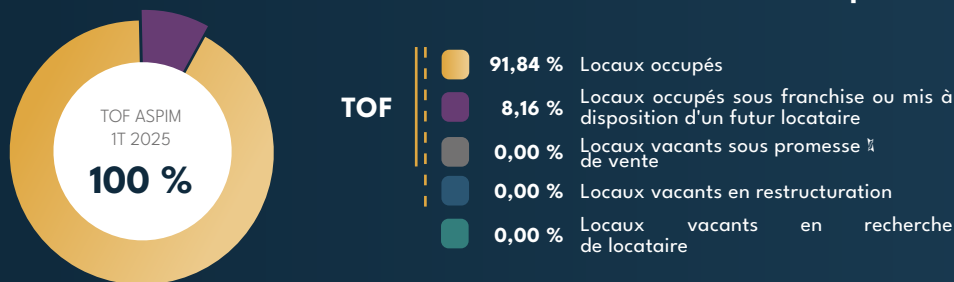 TOF ASPIM
1T 2025
100 %
TOF
91,84 % Locaux occupés
8,16 % Locaux occupés sous franchise ou mis à
disposition d'un futur locataire
0,00 % Locaux vacants sous promesse
de vente
0,00 % Locaux vacants en restructuration
0,00 % Locaux vacants en recherche
de locataire